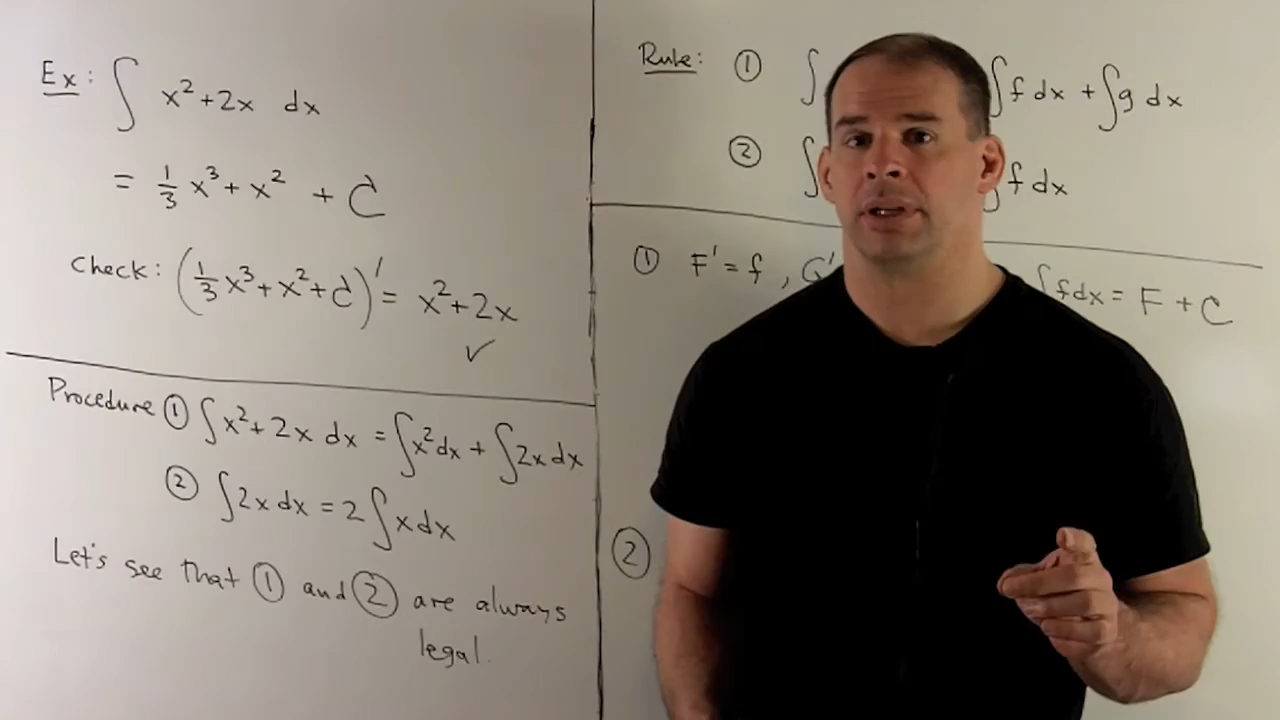 Ex: ∫ x² + 2x dx
= 1/3 x³ + x² + C
Check: (1/3 x³ + x² + C)' = x² + 2x
✓
Procedure ① ∫ x² + 2x dx = ∫ x² dx + ∫ 2x dx
② ∫ 2x dx = 2 ∫ x dx
Let's see that ① and ② are always
legal.
Rule: ① ∫ ∫ f dx + ∫ g dx
② ∫ f dx
① F' = f , G' ∫ f dx = F + C
②